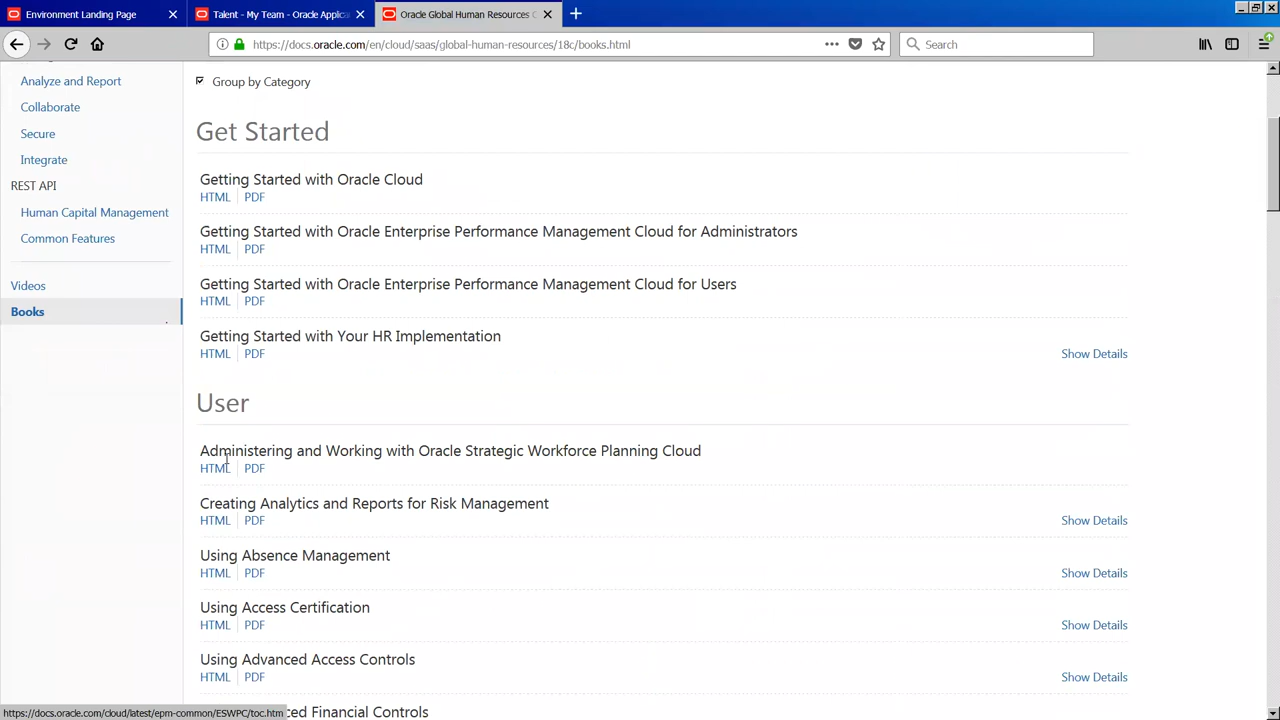 Environment Landing Page
Talent - My Team - Oracle Applic
Oracle Global Human Resources C
https://docs.oracle.com/en/cloud/saas/global-human-resources/18c/books.html
Search
Analyze and Report
Collaborate
Secure
Integrate
REST API
Human Capital Management
Common Features
Videos
Books
Group by Category
Get Started
Getting Started with Oracle Cloud
HTML PDF
Getting Started with Oracle Enterprise Performance Management Cloud for Administrators
HTML PDF
Getting Started with Oracle Enterprise Performance Management Cloud for Users
HTML PDF
Getting Started with Your HR Implementation
HTML PDF Show Details
User
Administering and Working with Oracle Strategic Workforce Planning Cloud
HTML PDF
Creating Analytics and Reports for Risk Management
HTML PDF Show Details
Using Absence Management
HTML PDF Show Details
Using Access Certification
HTML PDF Show Details
Using Advanced Access Controls
HTML PDF Show Details
ced Financial Controls
https://docs.oracle.com/cloud/latest/epm-common/ESWPC/toc.htm